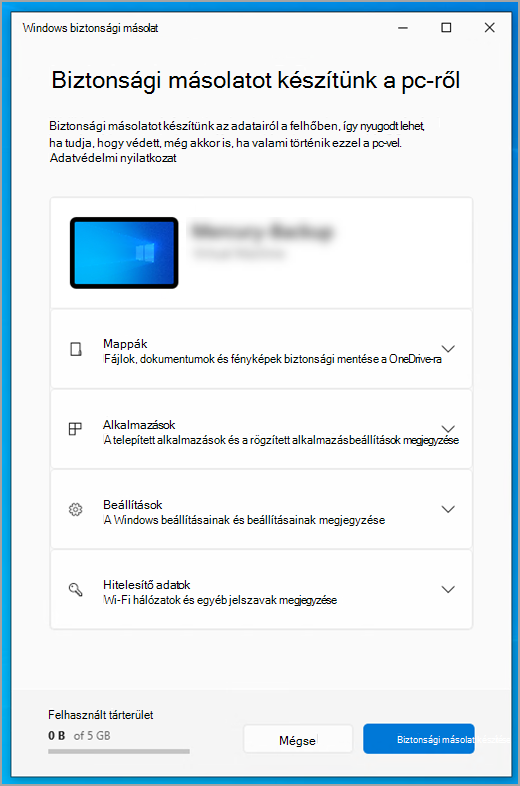 Windows biztonsági másolat
Biztonsági másolatot készítünk a pc-ről
Biztonsági másolatot készítünk az adatairól a felhőben, így nyugodt lehet,
ha tudja, hogy védett, még akkor is, ha valami történik ezzel a pc-vel.
Adatvédelmi nyilatkozat
Mappák
Fájlok, dokumentumok és fényképek biztonsági mentése a OneDrive-ra
Alkalmazások
A telepített alkalmazások és a rögzített alkalmazásbeállítások megjegyzése
Beállítások
A Windows beállításainak és beállításainak megjegyzése
Hitelesítő adatok
Wi-Fi hálózatok és egyéb jelszavak megjegyzése
Felhasznált tárterület
0 B of 5 GB
Mégse
Biztonsági másolat